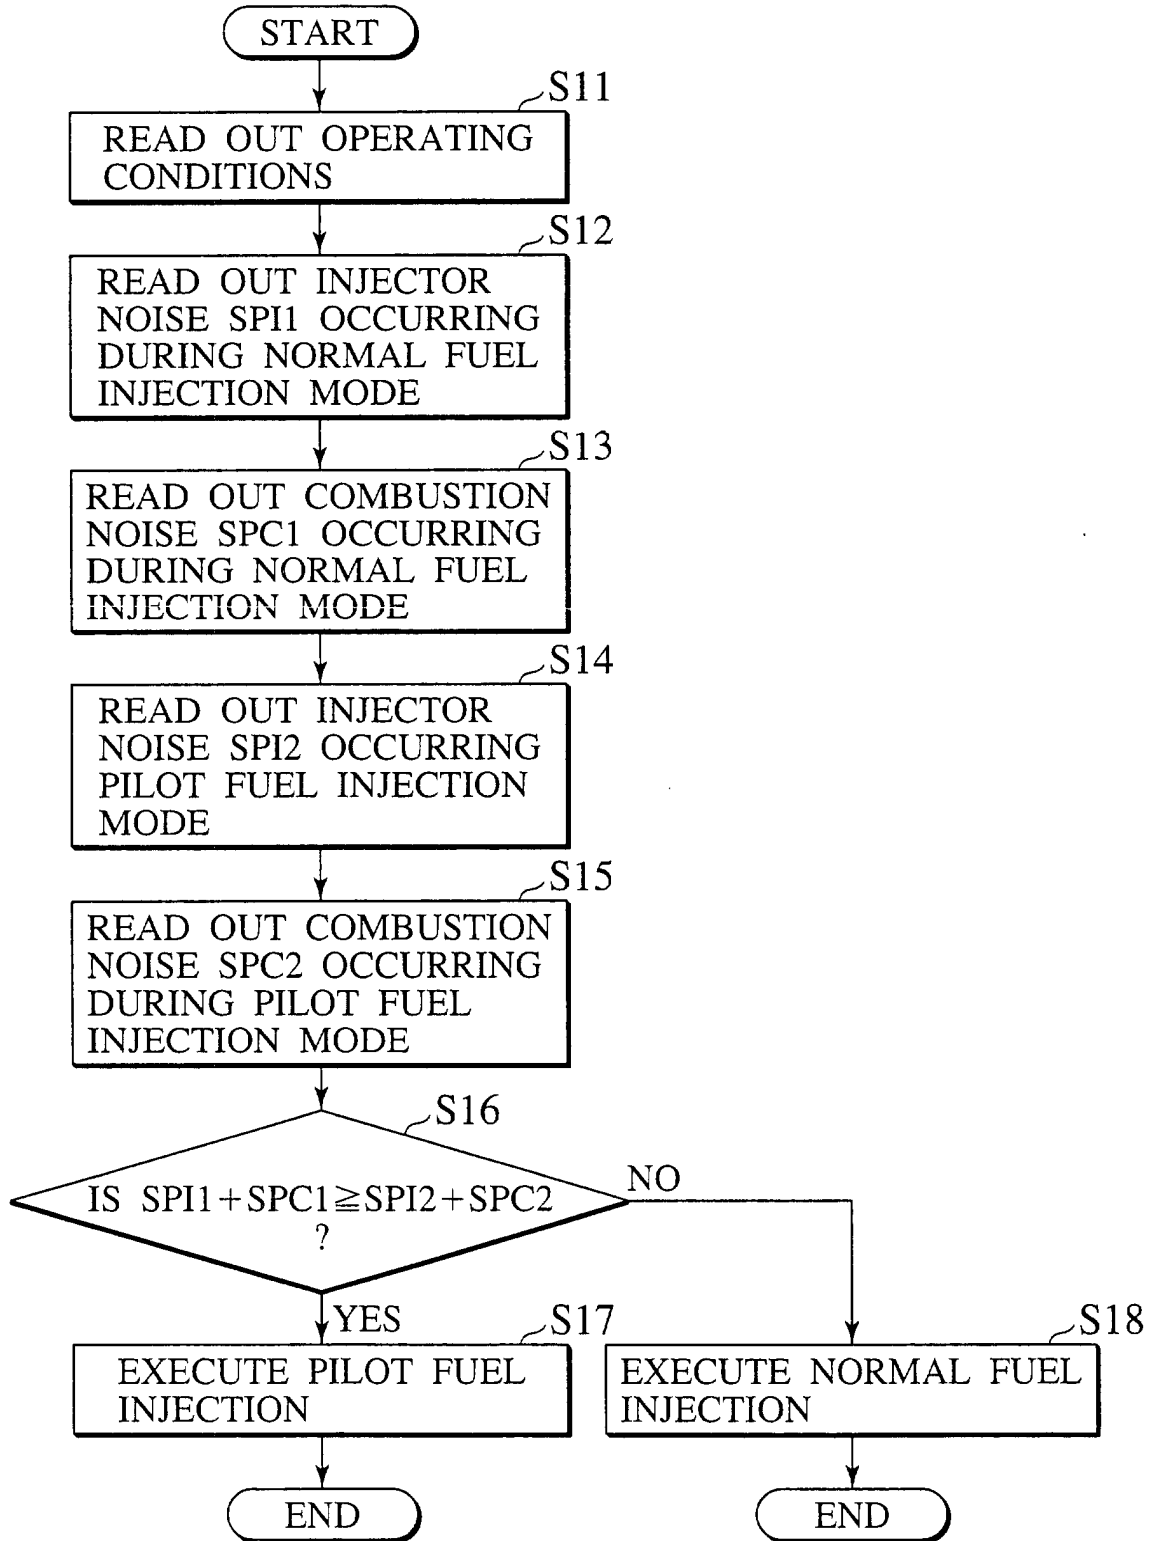 START
S11
READ OUT OPERATING
CONDITIONS
S12
READ OUT INJECTOR
NOISE SPI1 OCCURRING
DURING NORMAL FUEL
INJECTION MODE
S13
READ OUT COMBUSTION
NOISE SPC1 OCCURRING
DURING NORMAL FUEL
INJECTION MODE
S14
READ OUT INJECTOR
NOISE SPI2 OCCURRING
PILOT FUEL INJECTION
MODE
S15
READ OUT COMBUSTION
NOISE SPC2 OCCURRING
DURING PILOT FUEL
INJECTION MODE
S16
IS SPI1+SPC1≧SPI2+SPC2
?
NO
YES
S17
EXECUTE PILOT FUEL
INJECTION
S18
EXECUTE NORMAL FUEL
INJECTION
END
END